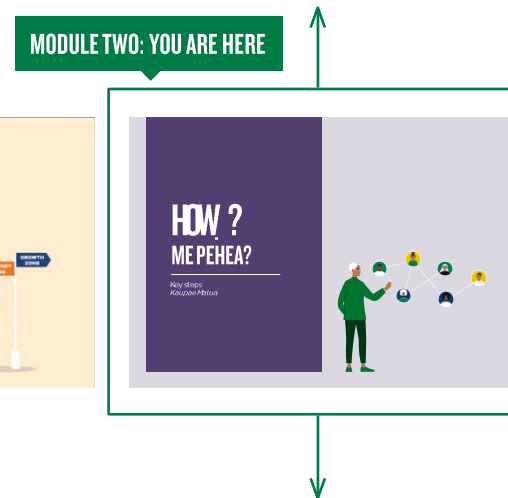 MODULE TWO: YOU ARE HERE
GROWTH
ZONE
HOW ?
ME PEHEA?
Key steps
Kaupae Matua